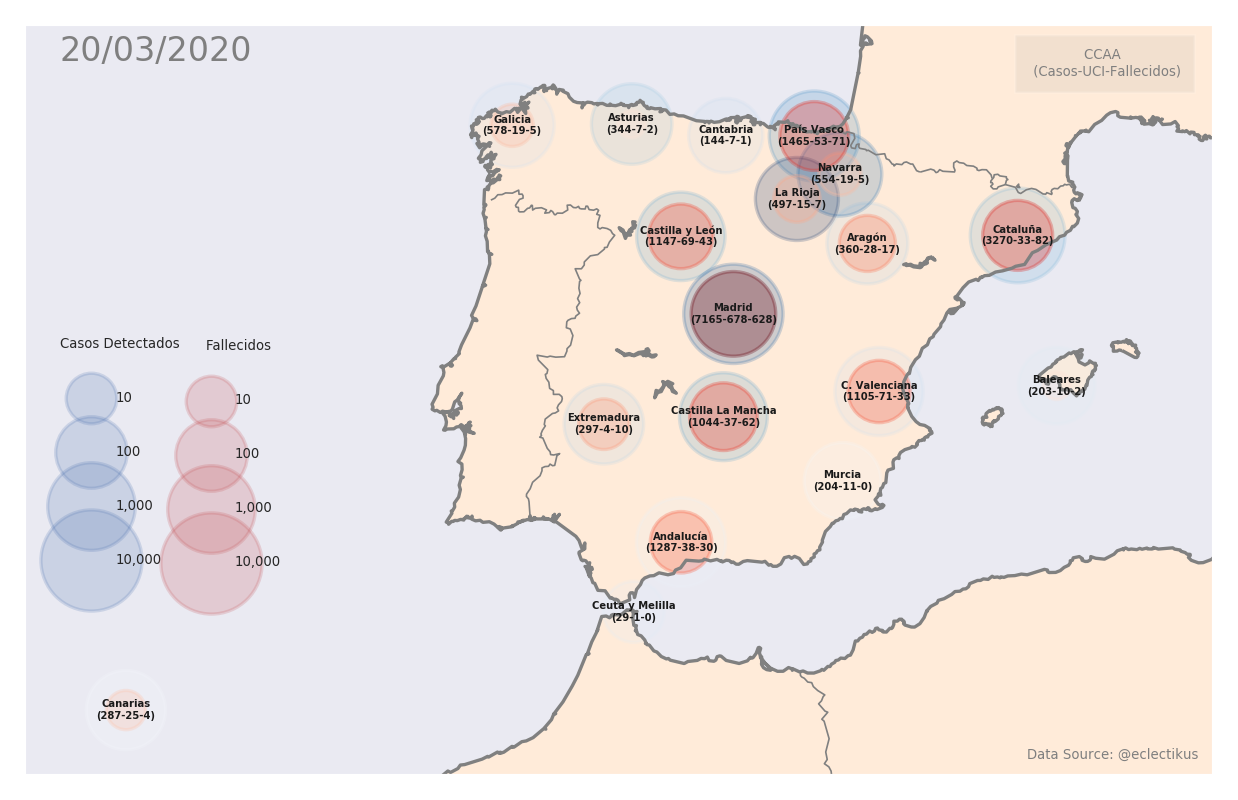 20/03/2020
CCAA
(Casos-UCI-Fallecidos)
Galicia
(578-19-5)
Asturias
(344-7-2)
Cantabria
(144-7-1)
País Vasco
(1465-53-71)
Navarra
(554-19-5)
La Rioja
(497-15-7)
Castilla y León
(1147-69-43)
Aragón
(360-28-17)
Cataluña
(3270-33-82)
Madrid
(7165-678-628)
Casos Detectados
Fallecidos
10
10
100
100
1,000
1,000
10,000
10,000
C. Valenciana
(1105-71-33)
Baleares
(203-10-2)
Extremadura
(297-4-10)
Castilla La Mancha
(1044-37-62)
Murcia
(204-11-0)
Andalucía
(1287-38-30)
Ceuta y Melilla
(29-1-0)
Canarias
(287-25-4)
Data Source: @eclectikus